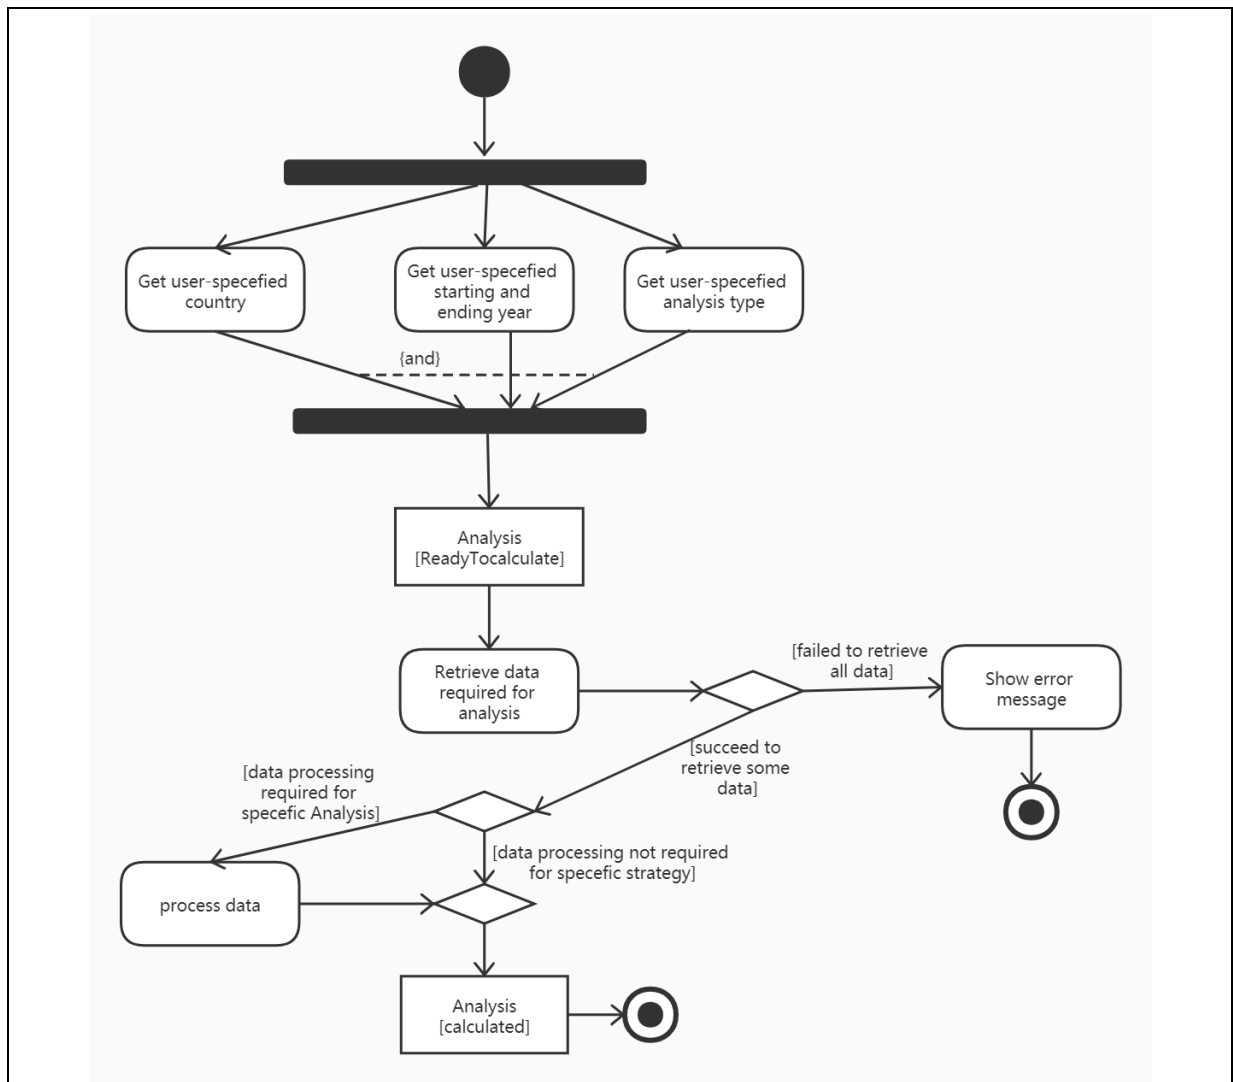 Get user-specefied
country
Get user-specefied
starting and
ending year
Get user-specefied
analysis type
{and}
Analysis
[ReadyTocalculate]
Retrieve data
required for
analysis
[failed to retrieve
all data]
Show error
message
[succeed to
retrieve some
data]
[data processing
required for
specefic Analysis]
[data processing not required
for specefic strategy]
process data
Analysis
[calculated]